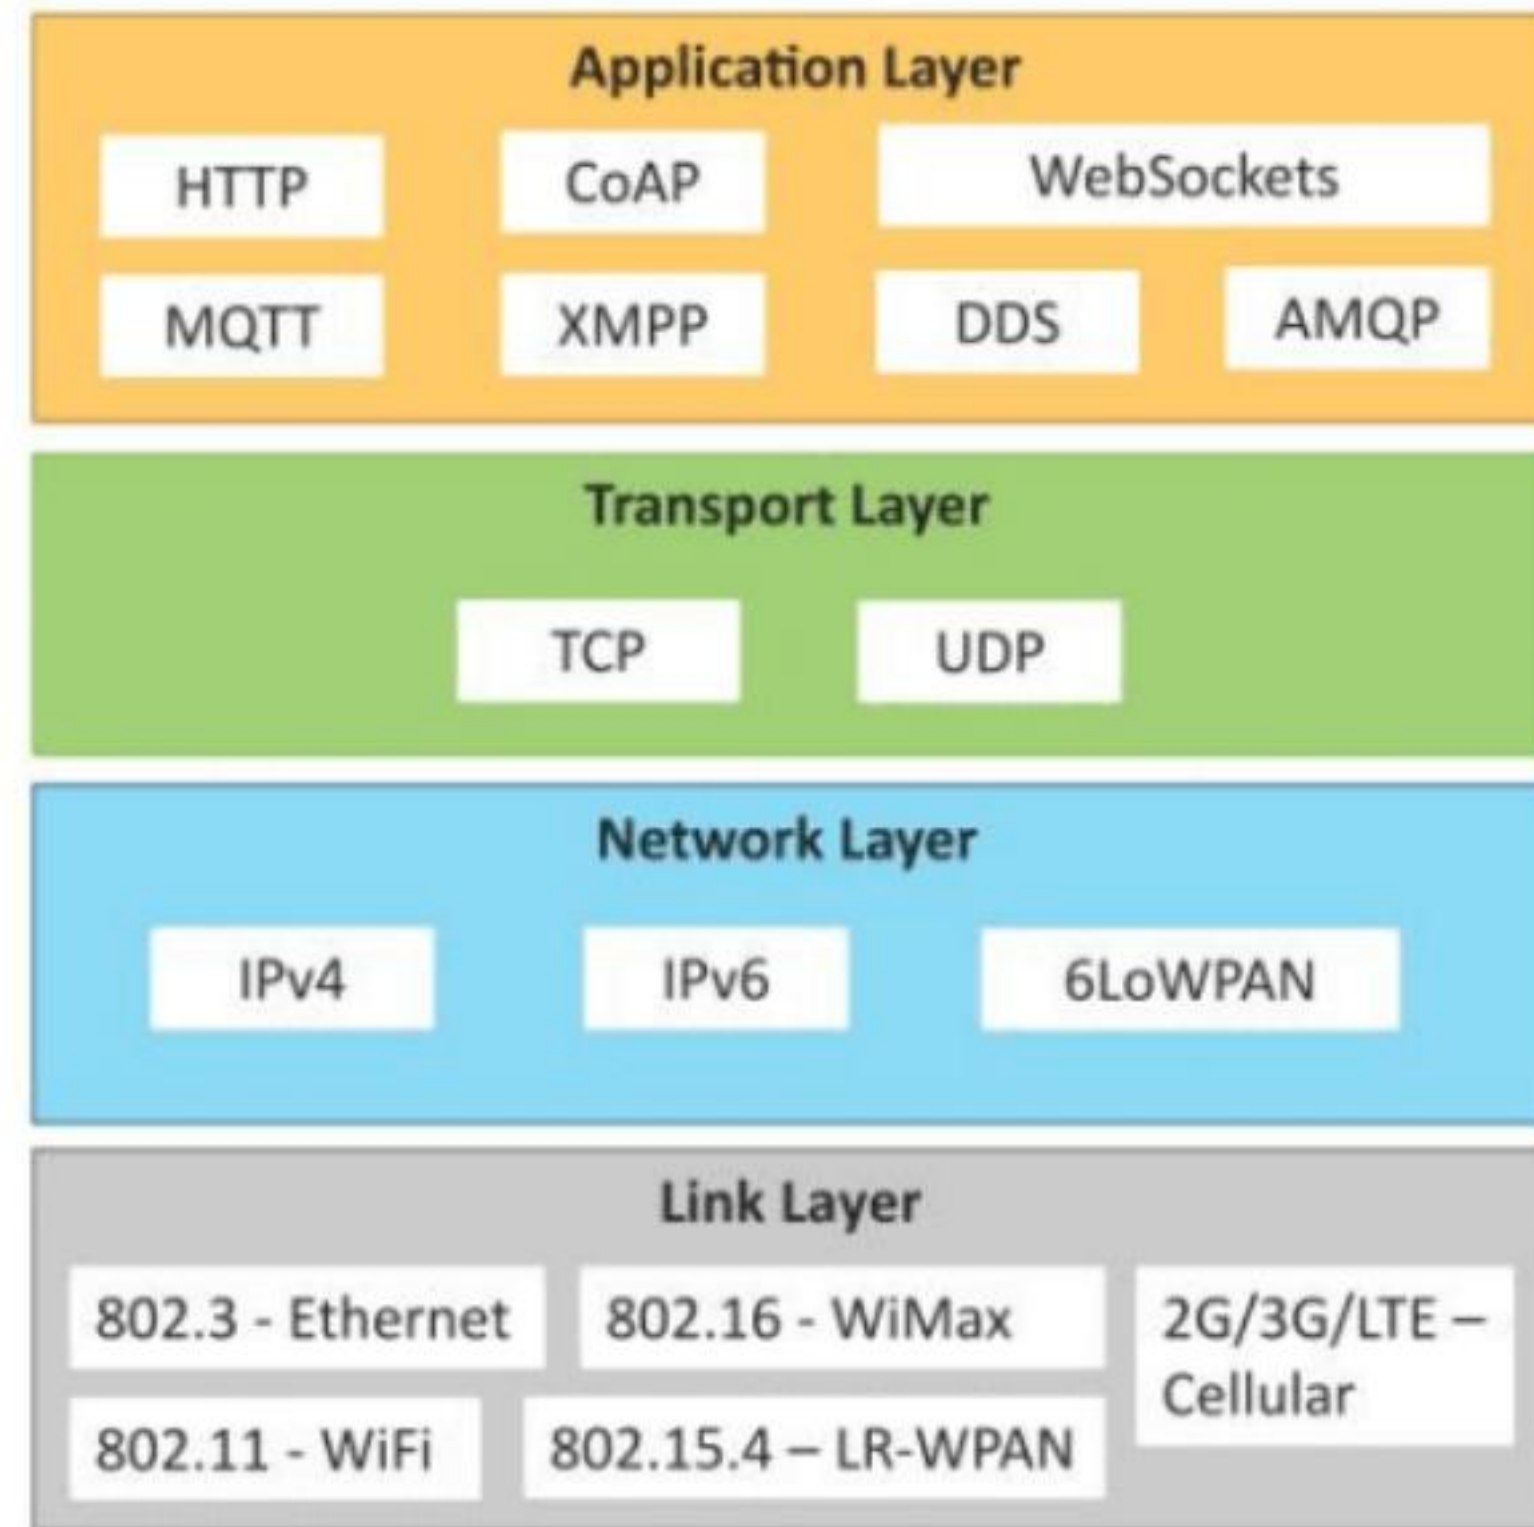 Application Layer
HTTP
CoAP
WebSockets
MQTT
XMPP
DDS
AMQP
Transport Layer
TCP
UDP
Network Layer
IPv4
IPv6
6LoWPAN
Link Layer
802.3 - Ethernet
802.16 - WiMax
2G/3G/LTE –
Cellular
802.11 - WiFi
802.15.4 – LR-WPAN